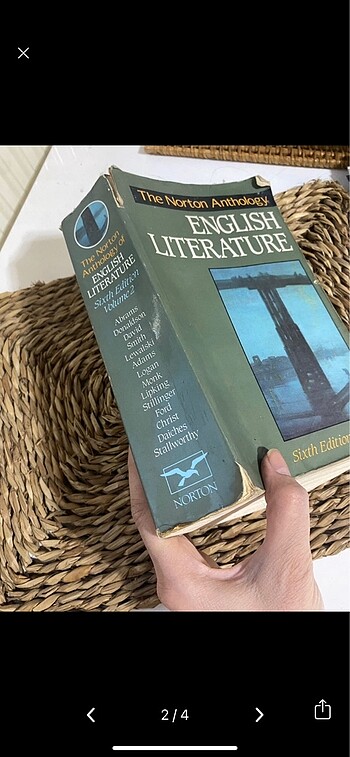 The Norton Anthology
ENGLISH
LITERATURE
Sixth Edition
The Norton
Anthology of
ENGLISH
LITERATURE
Sixth Edition
Volume 2
Abrams
Donaldson
David
Smith
Lewalski
Adams
Logan
Monk
Lipking
Stillinger
Ford
Christ
Daiches
Stallworthy
NORTON
2/4